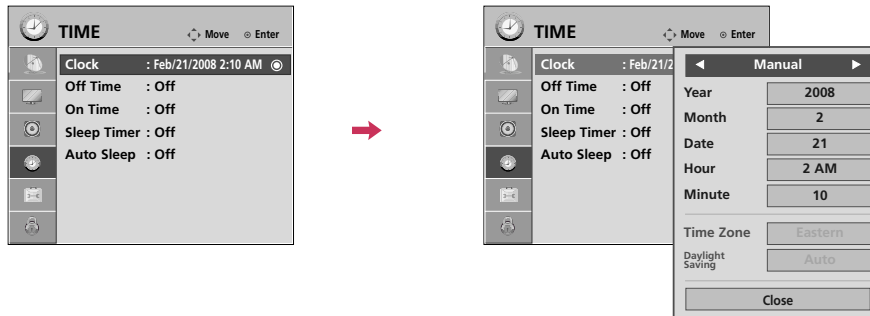 TIME Move Enter
Clock : Feb/21/2008 2:10 AM
Off Time : Off
On Time : Off
Sleep Timer : Off
Auto Sleep : Off
TIME Move Enter
Clock : Feb/21/2
Off Time : Off
On Time : Off
Sleep Timer : Off
Auto Sleep : Off
◀ Manual ▶
Year 2008
Month 2
Date 21
Hour 2 AM
Minute 10
Time Zone Eastern
Daylight
Saving Auto
Close